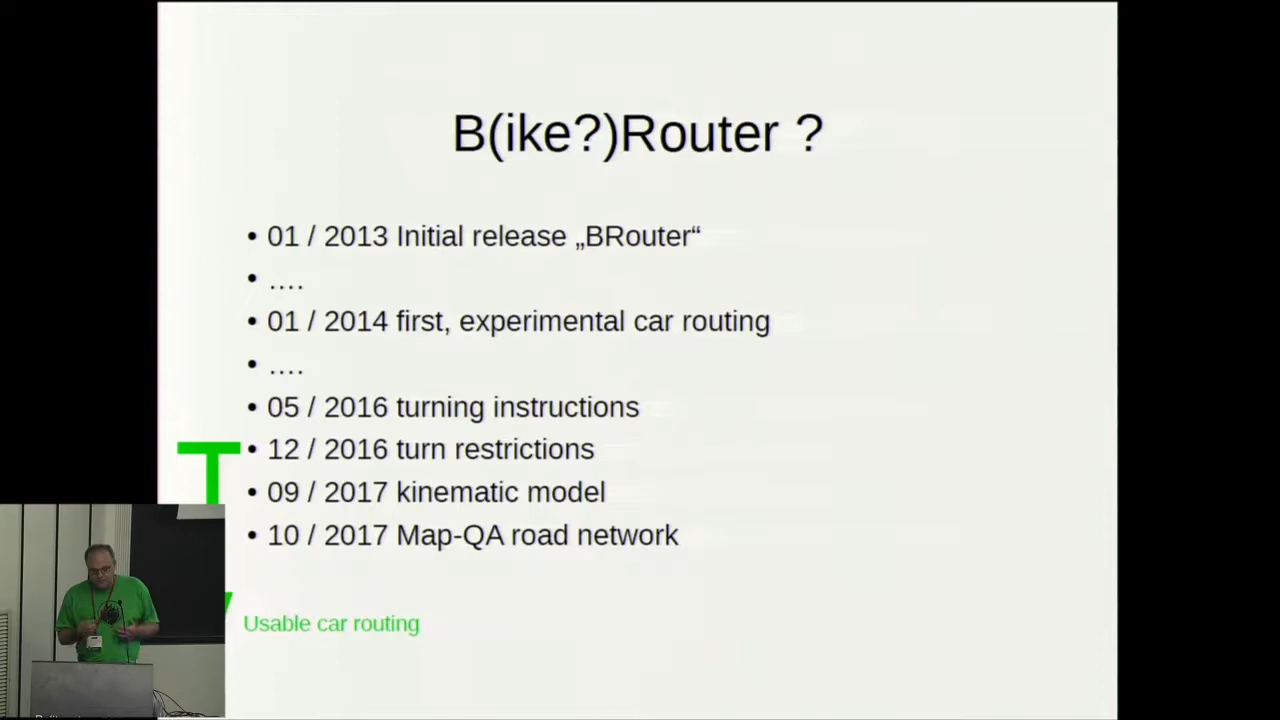 B(ike?)Router ?
• 01 / 2013 Initial release „BRouter“
• ….
• 01 / 2014 first, experimental car routing
• ….
• 05 / 2016 turning instructions
• 12 / 2016 turn restrictions
• 09 / 2017 kinematic model
• 10 / 2017 Map-QA road network
Usable car routing